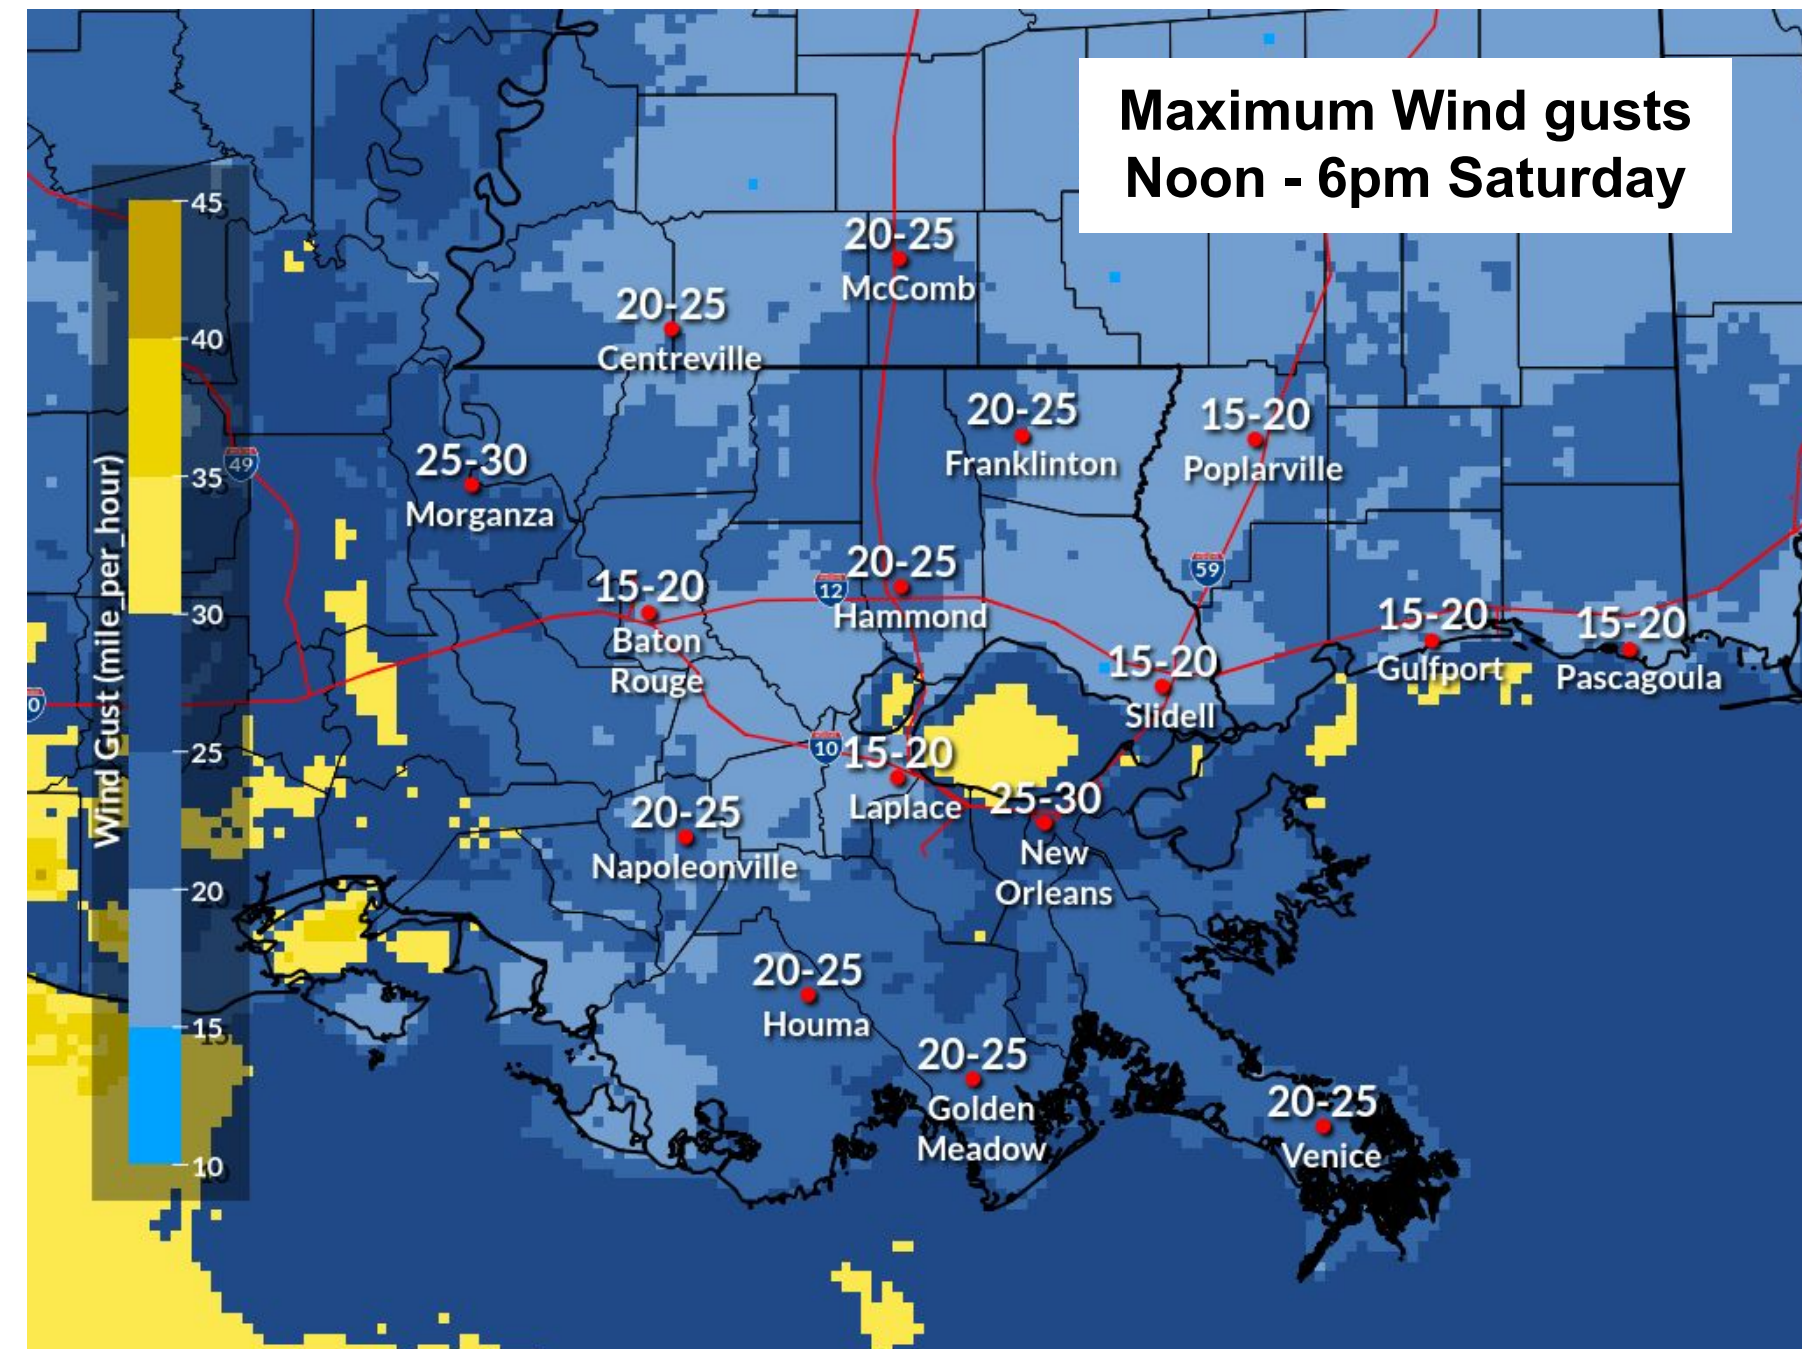 Maximum Wind gusts
Noon - 6pm Saturday
45
40
35
30
25
20
15
10
Wind Gust (mile_per_hour)
20-25
McComb
20-25
Centreville
20-25
Franklinton
15-20
Poplarville
49
25-30
Morganza
59
12
20-25
Hammond
15-20
Baton
Rouge
15-20
Gulfport
15-20
Pascagoula
15-20
Slidell
0
10
15-20
Laplace
25-30
New
Orleans
20-25
Napoleonville
20-25
Houma
20-25
Golden
Meadow
20-25
Venice